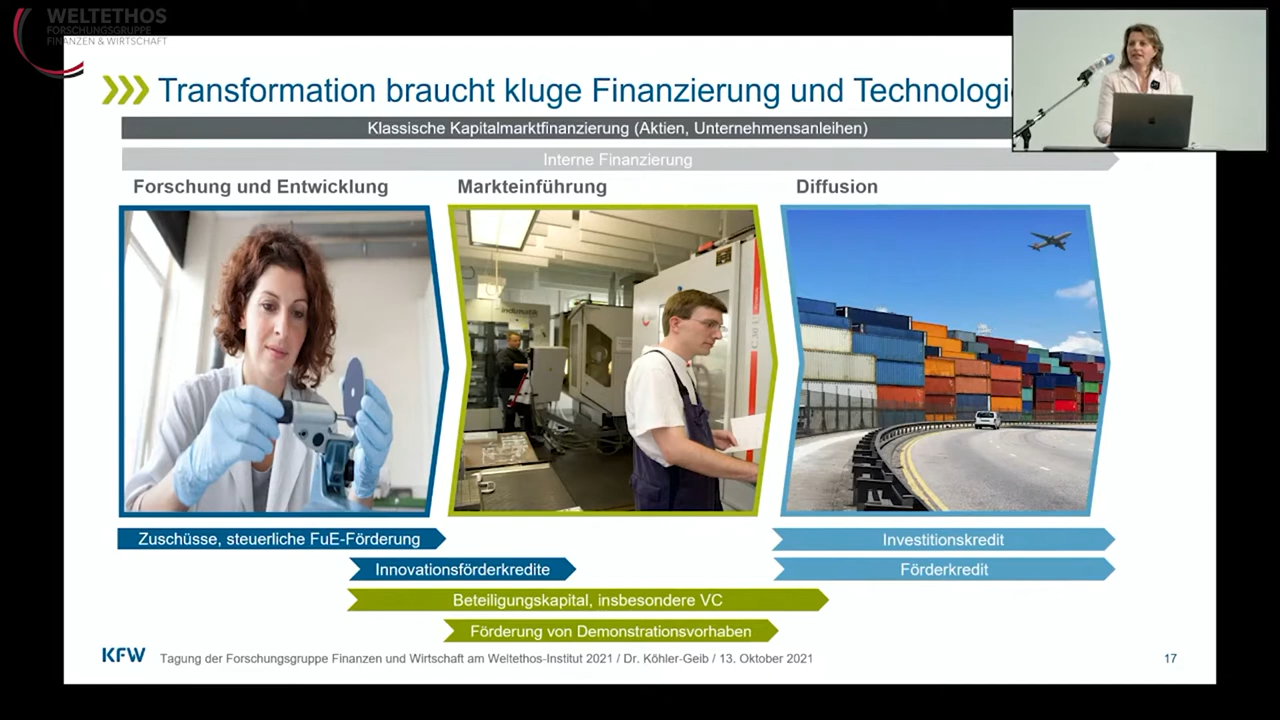 WELTETHOS
FORSCHUNGSGRUPPE
FINANZEN & WIRTSCHAFT
Transformation braucht kluge Finanzierung und Technologi
Klassische Kapitalmarktfinanzierung (Aktien, Unternehmensanleihen)
Interne Finanzierung
Forschung und Entwicklung
Markteinführung
Diffusion
Zuschüsse, steuerliche FuE-Förderung
Investitionskredit
Innovationsförderkredite
Förderkredit
Beteiligungskapital, insbesondere VC
Förderung von Demonstrationsvorhaben
KFW
Tagung der Forschungsgruppe Finanzen und Wirtschaft am Weltethos-Institut 2021 / Dr. Köhler-Geib / 13. Oktober 2021
17